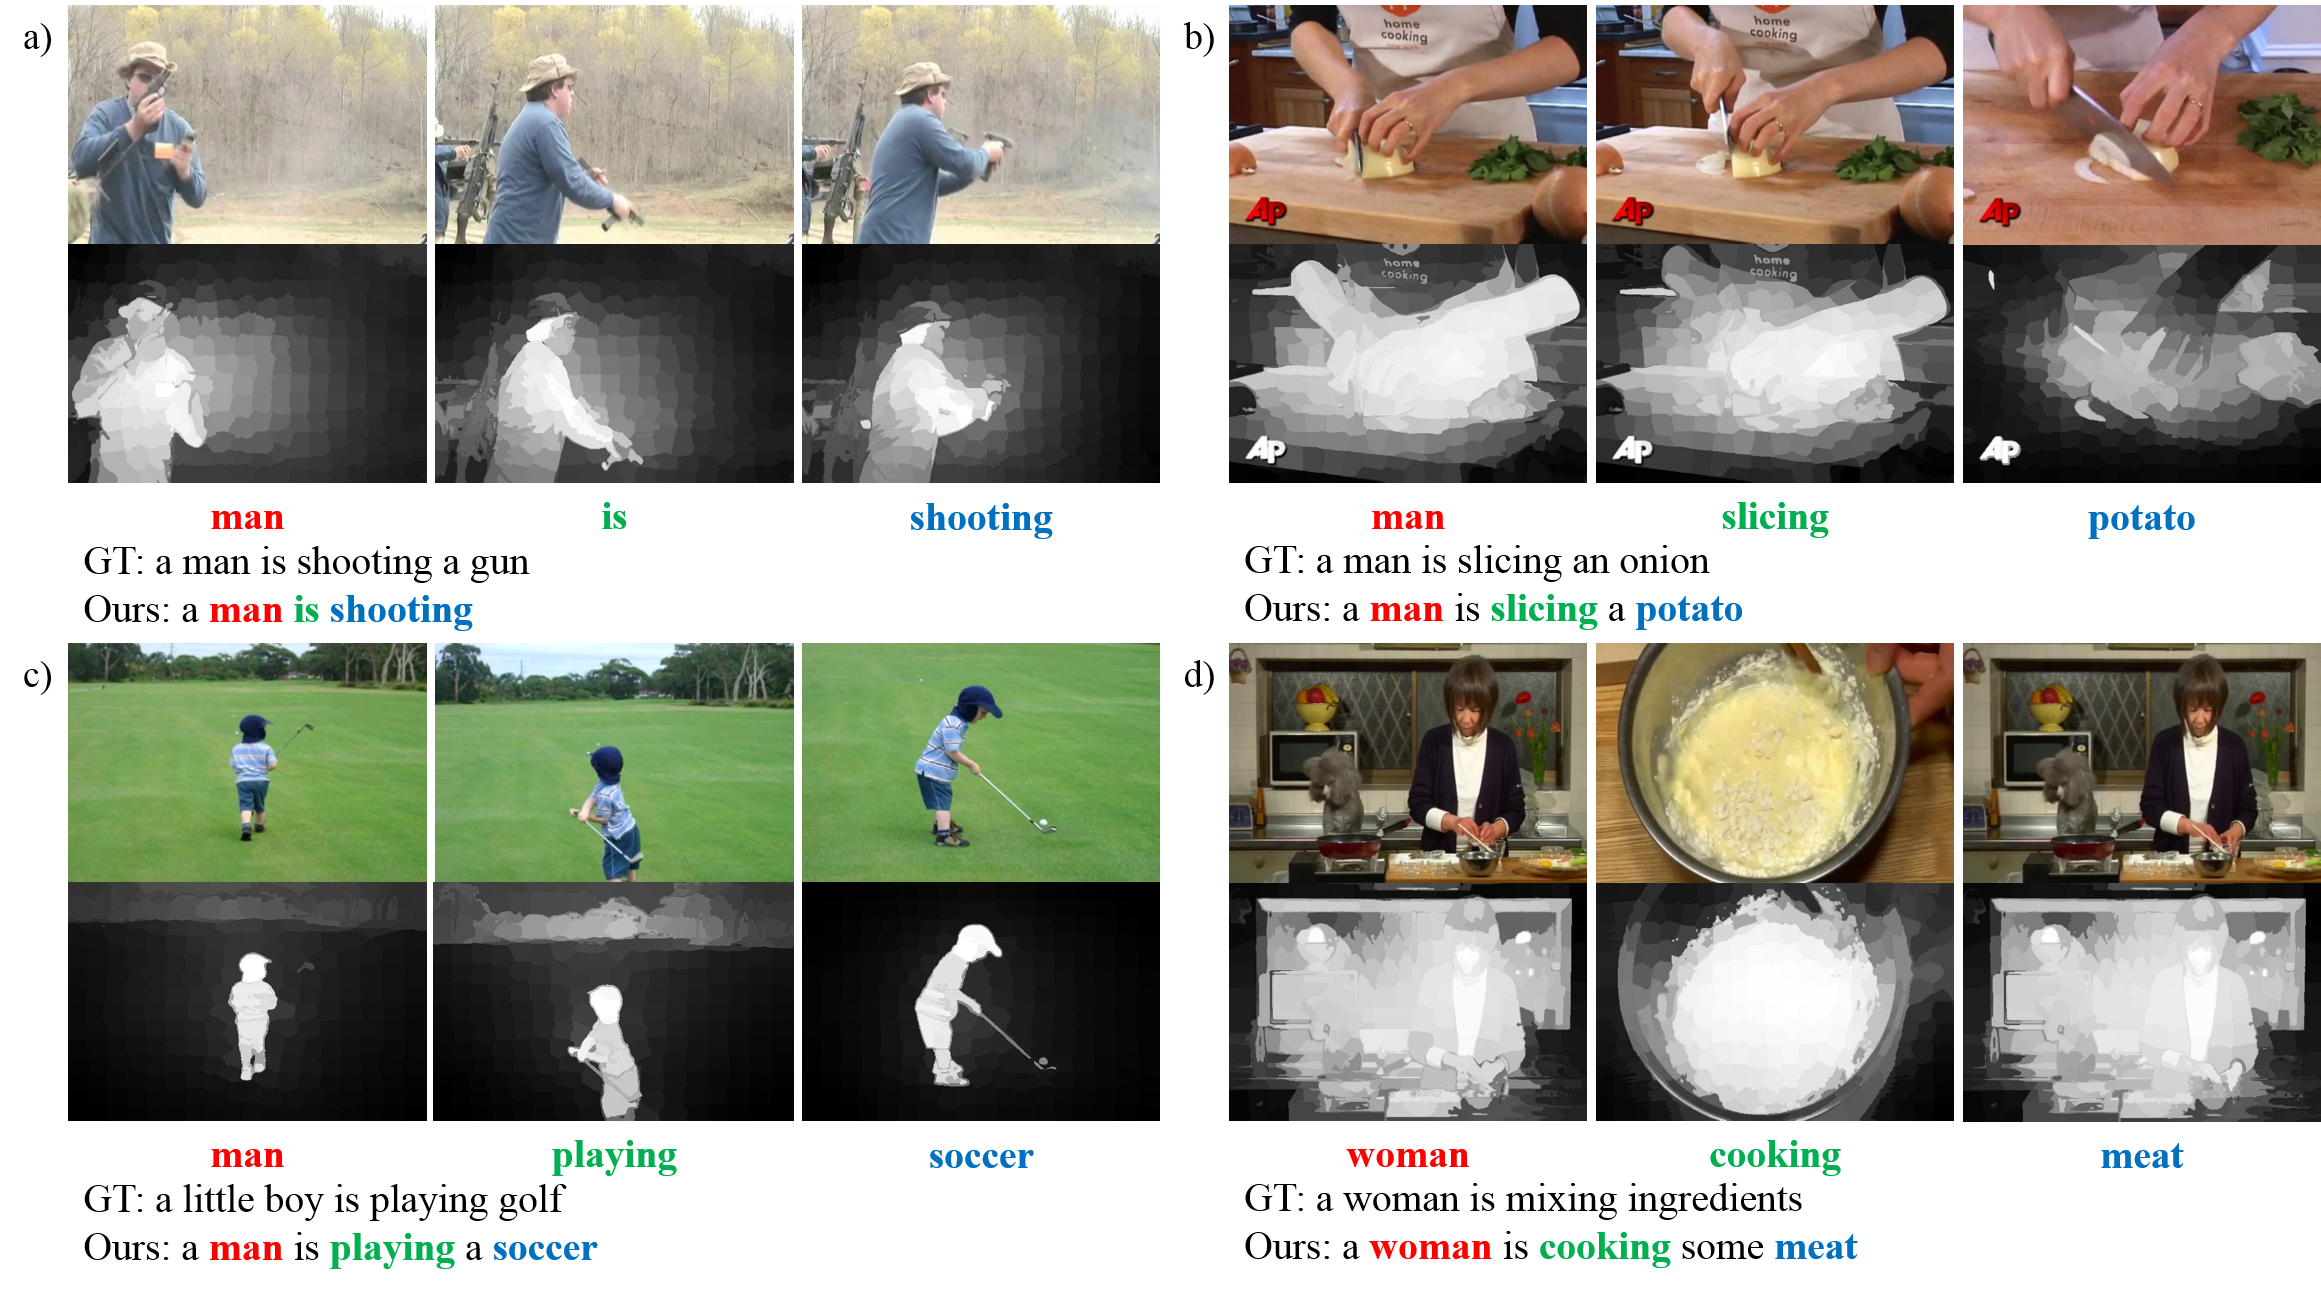 a)
home
cooking
home
cooking
AP
AP
AP
home
cooking
home
cooking
AP
AP
AP
man is shooting
GT: a man is shooting a gun
Ours: a man is shooting
b)
man slicing potato
GT: a man is slicing an onion
Ours: a man is slicing a potato
c)
man playing soccer
GT: a little boy is playing golf
Ours: a man is playing a soccer
d)
woman cooking meat
GT: a woman is mixing ingredients
Ours: a woman is cooking some meat